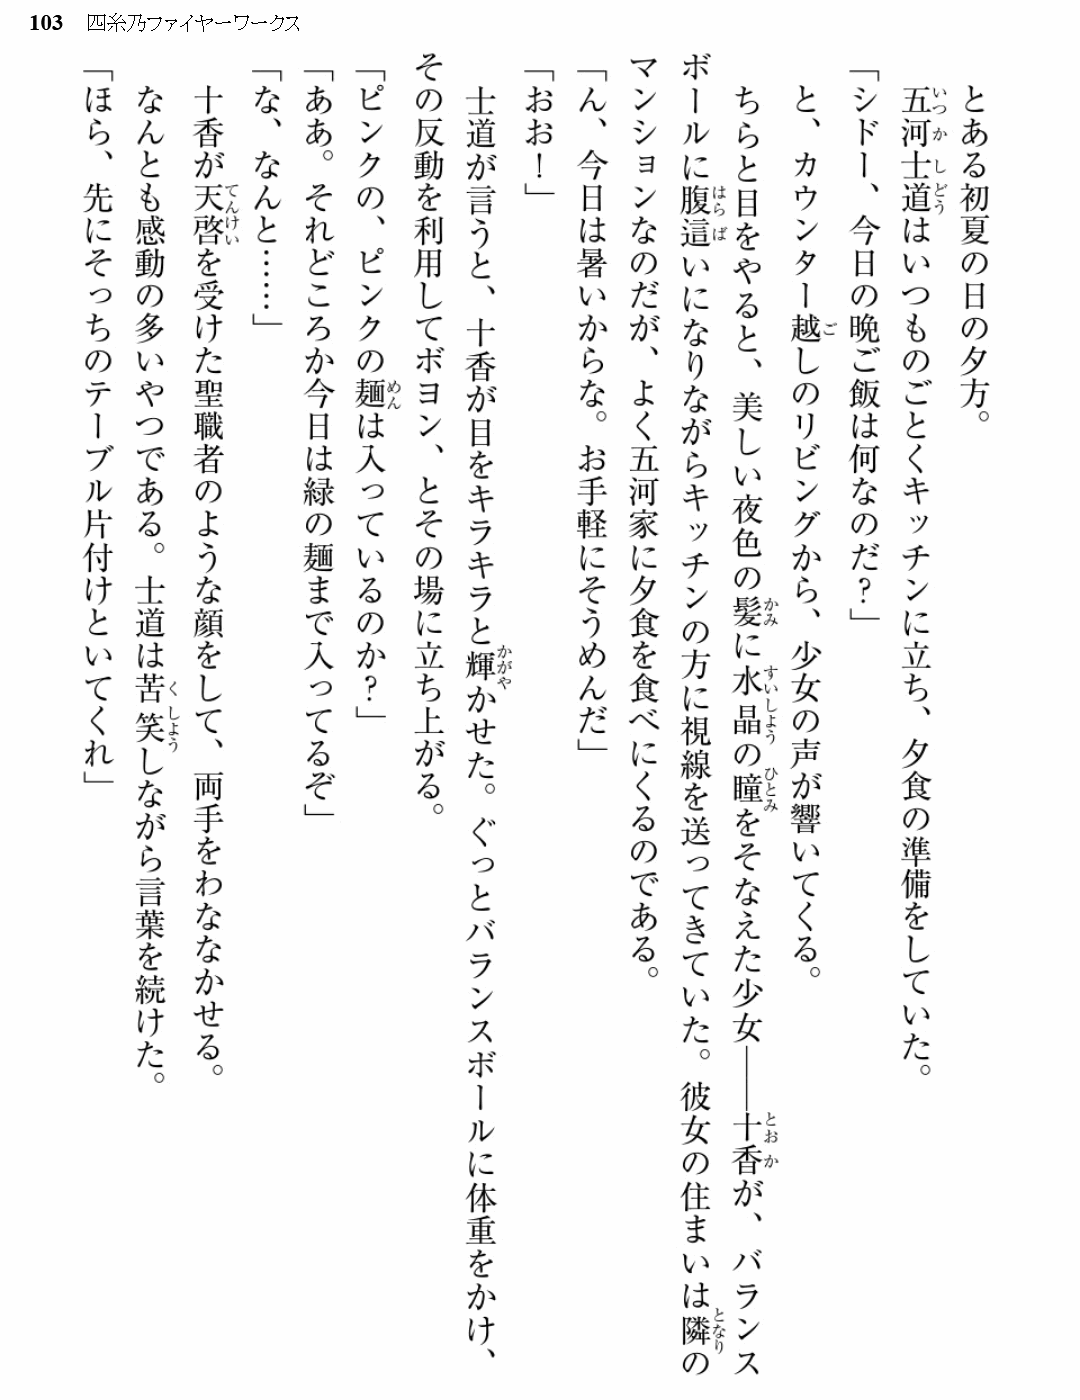 103 四糸乃ファイヤーワークス
とある初夏の日の夕方。
五河士道はいつものごとくキッチンに立ち、夕食の準備をしていた。
「シドー、今日の晩ご飯は何なのだ？」
と、カウンター越しのリビングから、少女の声が響いてくる。
ちらと目をやると、美しい夜色の髪に水晶の瞳をそなえた少女――十香が、バランス
ボールに腹這いになりながらキッチンの方に視線を送ってきていた。彼女の住まいは隣の
マンションなのだが、よく五河家に夕食を食べにくるのである。
「ん、今日は暑いからな。お手軽にそうめんだ」
「おお！」
士道が言うと、十香が目をキラキラと輝かせた。ぐっとバランスボールに体重をかけ、
その反動を利用してボヨン、とその場に立ち上がる。
「ピンクの、ピンクの麺は入っているのか？」
「ああ。それどころか今日は緑の麺まで入ってるぞ」
「な、なんと……」
十香が天啓を受けた聖職者のような顔をして、両手をわななかせる。
なんとも感動の多いやつである。士道は苦笑しながら言葉を続けた。
「ほら、先にそっちのテーブル片付けといてくれ」